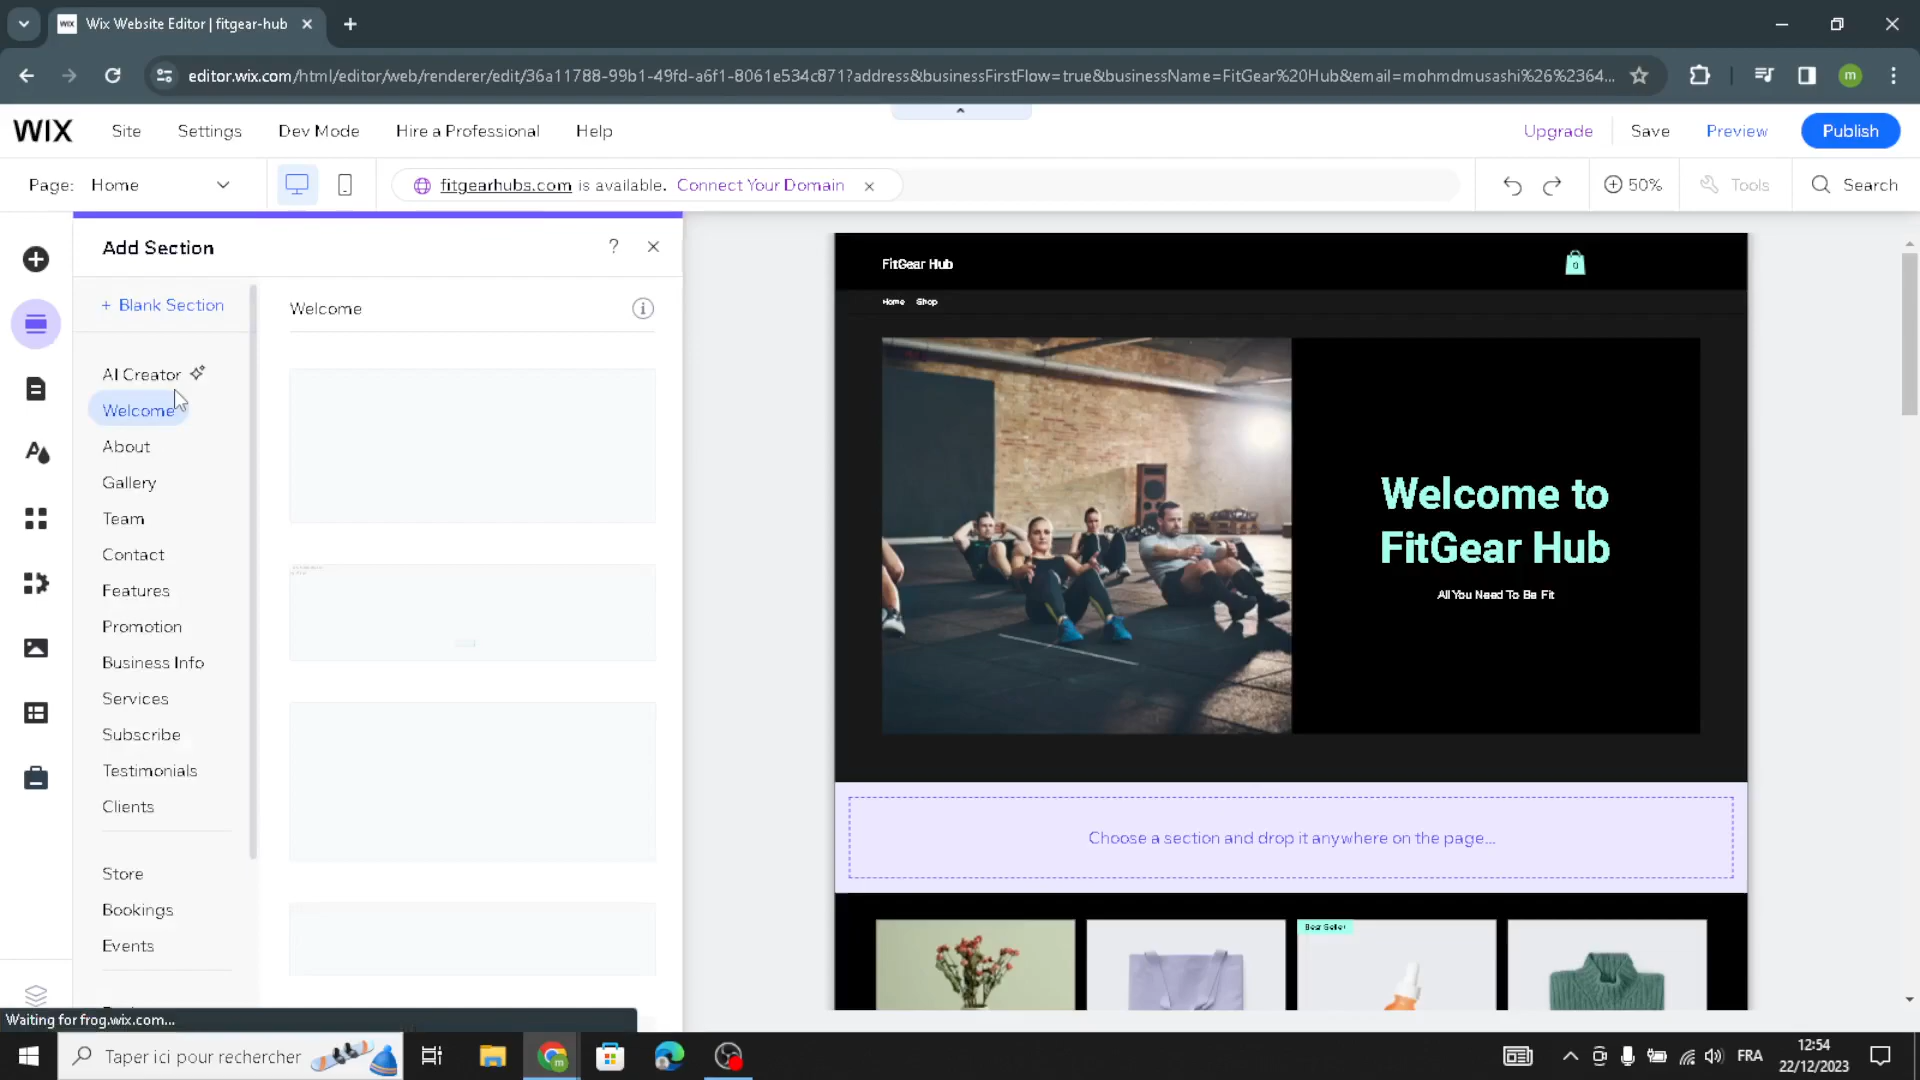 Wix Website Editor | fitgear-hub
editor.wix.com/html/editor/web/renderer/edit/36a11788-99b1-49fd-a6f1-8061e534c871?address&businessFirstFlow=true&businessName=FitGear%20Hub&email=mohmdmusashi%26%2364...
m
WIX
Site
Settings
Dev Mode
Hire a Professional
Help
Upgrade
Save
Preview
Publish
Page: Home
fitgearhubs.com is available. Connect Your Domain
50%
Tools
Search
Add Section
?
+ Blank Section
AI Creator
Welcome
About
Gallery
Team
Contact
Features
Promotion
Business Info
Services
Subscribe
Testimonials
Clients
Store
Bookings
Events
Welcome
FitGear Hub
0
Home Shop
Welcome to
FitGear Hub
All You Need To Be Fit
Choose a section and drop it anywhere on the page...
Best Seller
Waiting for frog.wix.com...
Taper ici pour rechercher
FRA
12:54
22/12/2023